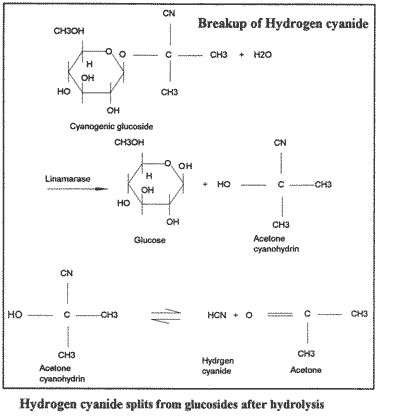 Breakup of Hydrogen cyanide
CN
CH3OH
O O C CH3 + H2O
H
OH
HO
OH
CH3
Cyanogenic glucoside
CH3OH
CN
Linamarase
O OH
H
OH
HO
OH
+ HO C CH3
CH3
Glucose
Acetone
cyanohydrin
CN
HO C CH3
HCN + O C CH3
CH3
CH3
Acetone
cyanohydrin
Hydrgen
cyanide
Acetone
Hydrogen cyanide splits from glucosides after hydrolysis